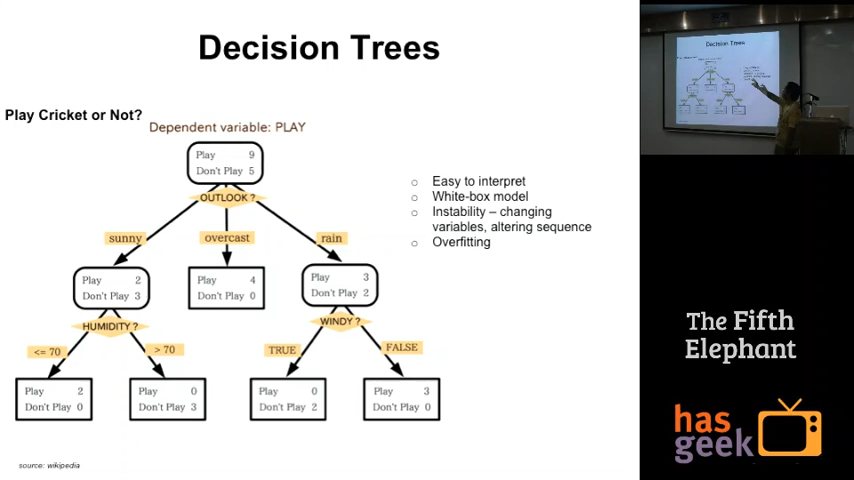 Decision Trees
Play Cricket or Not?
Dependent variable: PLAY
Play 9
Don't Play 5
OUTLOOK ?
sunny
overcast
rain
Play 2
Don't Play 3
Play 4
Don't Play 0
Play 3
Don't Play 2
HUMIDITY ?
WINDY ?
<= 70
> 70
TRUE
FALSE
Play 2
Don't Play 0
Play 0
Don't Play 3
Play 0
Don't Play 2
Play 3
Don't Play 0
source: wikipedia
○ Easy to interpret
○ White-box model
○ Instability – changing
variables, altering sequence
○ Overfitting
Decision Trees
The Fifth
Elephant
has
geek